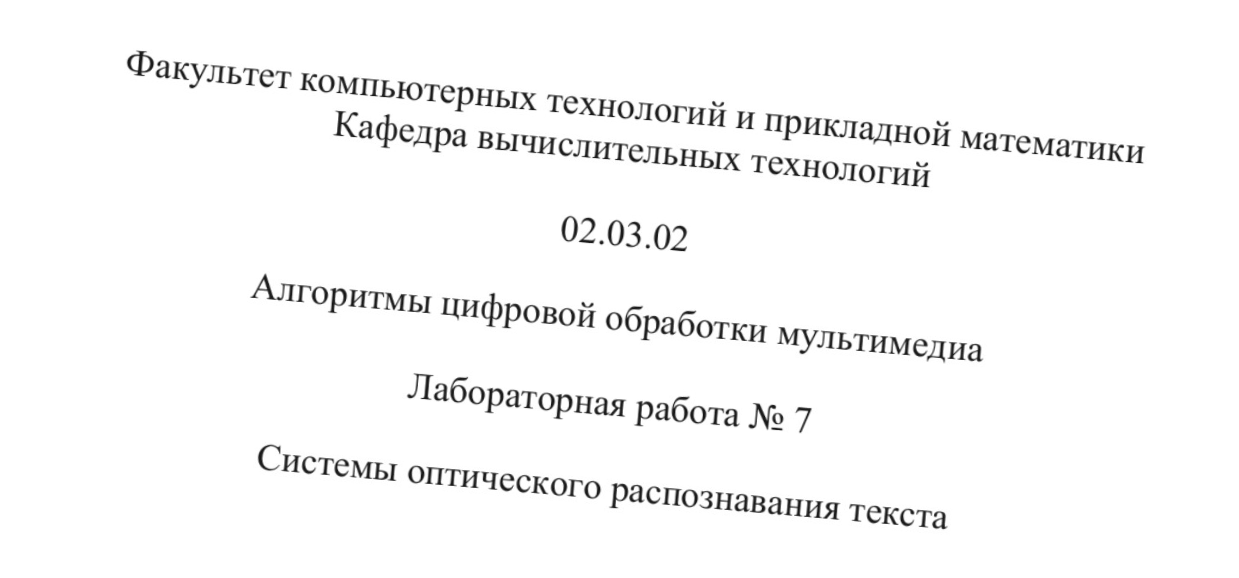 Факультет компьютерных технологий и прикладной математики
Кафедра вычислительных технологий
02.03.02
Алгоритмы цифровой обработки мультимедиа
Лабораторная работа № 7
Системы оптического распознавания текста